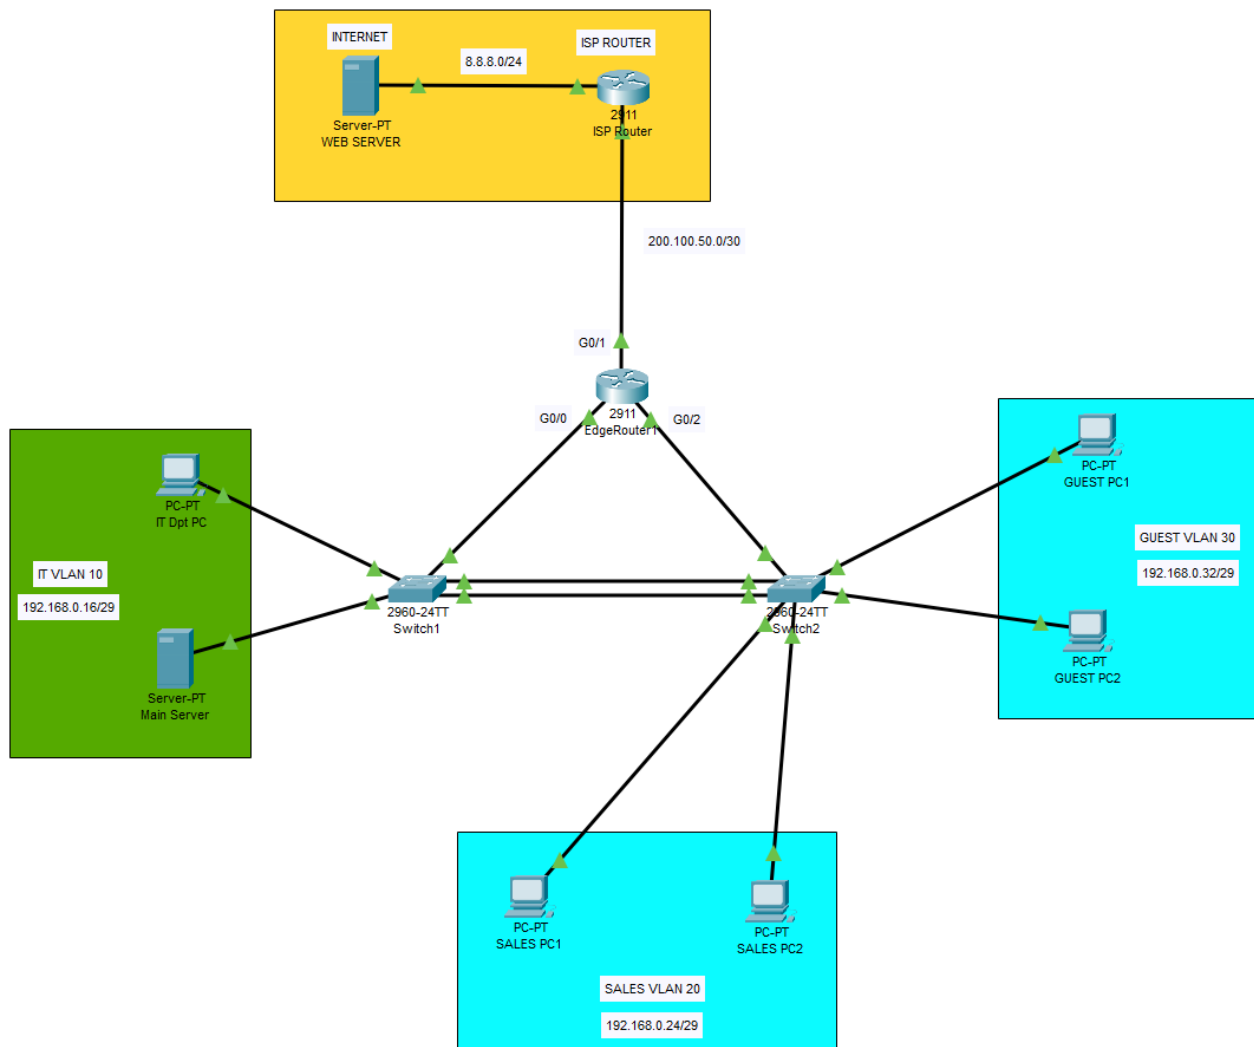 INTERNET
ISP ROUTER
8.8.8.0/24
Server-PT
WEB SERVER
2911
ISP Router
200.100.50.0/30
G0/1
2911
EdgeRouter1
G0/0
G0/2
PC-PT
IT Dpt PC
IT VLAN 10
192.168.0.16/29
Server-PT
Main Server
2960-24TT
Switch1
2960-24TT
Switch2
PC-PT
GUEST PC1
GUEST VLAN 30
192.168.0.32/29
PC-PT
GUEST PC2
PC-PT
SALES PC1
PC-PT
SALES PC2
SALES VLAN 20
192.168.0.24/29